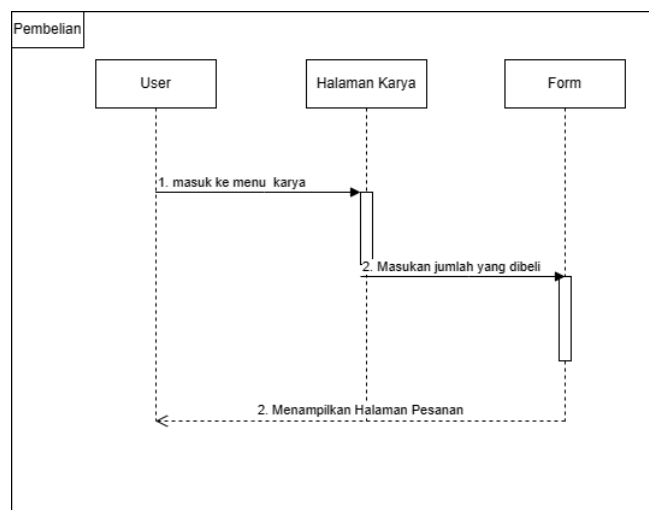 Pembelian
User
Halaman Karya
Form
1. masuk ke menu karya
2. Masukan jumlah yang dibeli
2. Menampilkan Halaman Pesanan